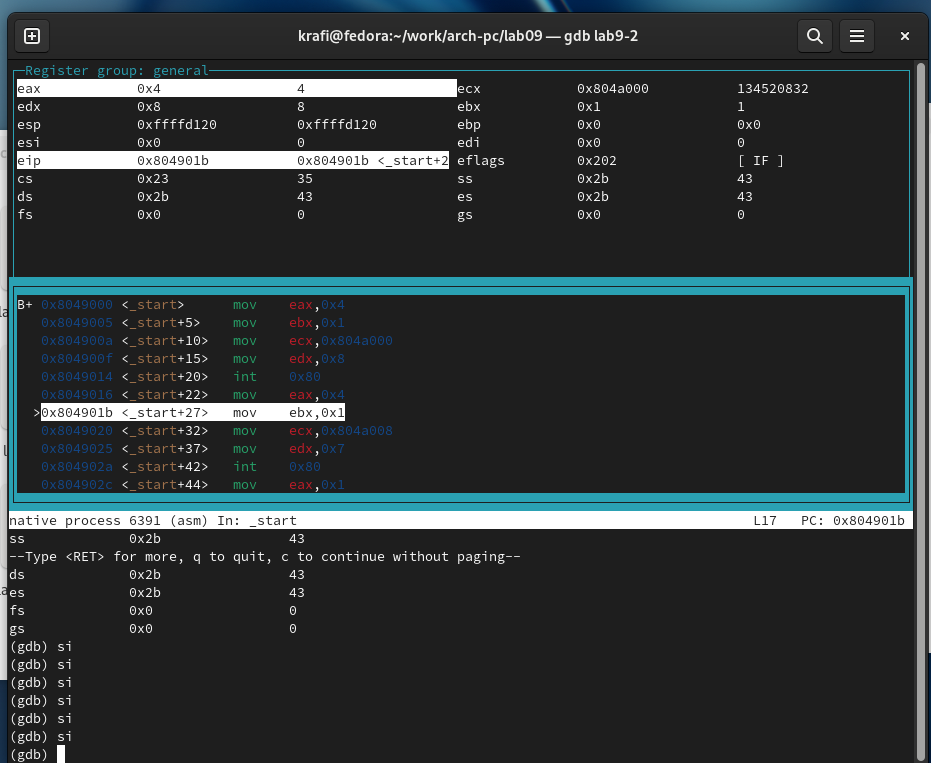 krafi@fedora:~/work/arch-pc/lab09 — gdb lab9-2
Register group: general
eax 0x4 4 ecx 0x804a000 134520832
edx 0x8 8 ebx 0x1 1
esp 0xffffd120 0xffffd120 ebp 0x0 0x0
esi 0x0 0 edi 0x0 0
eip 0x804901b 0x804901b <_start+2 eflags 0x202 [ IF ]
cs 0x23 35 ss 0x2b 43
ds 0x2b 43 es 0x2b 43
fs 0x0 0 gs 0x0 0
B+ 0x8049000 <_start> mov eax,0x4
0x8049005 <_start+5> mov ebx,0x1
0x804900a <_start+10> mov ecx,0x804a000
0x804900f <_start+15> mov edx,0x8
0x8049014 <_start+20> int 0x80
0x8049016 <_start+22> mov eax,0x4
>0x804901b <_start+27> mov ebx,0x1
0x8049020 <_start+32> mov ecx,0x804a008
0x8049025 <_start+37> mov edx,0x7
0x804902a <_start+42> int 0x80
0x804902c <_start+44> mov eax,0x1
native process 6391 (asm) In: _start L17 PC: 0x804901b
ss 0x2b 43
--Type <RET> for more, q to quit, c to continue without paging--
ds 0x2b 43
es 0x2b 43
fs 0x0 0
gs 0x0 0
(gdb) si
(gdb) si
(gdb) si
(gdb) si
(gdb) si
(gdb) si
(gdb)